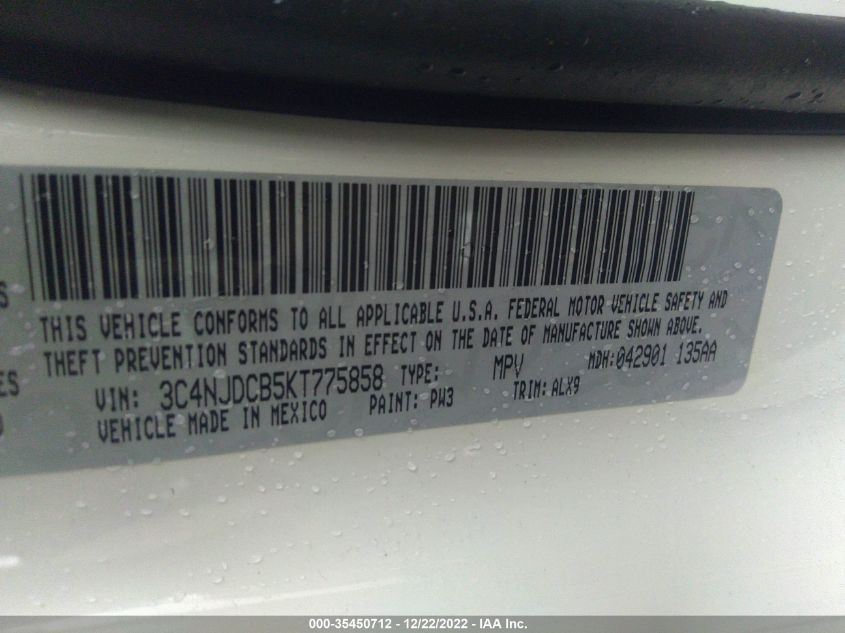 S
THIS VEHICLE CONFORMS TO ALL APPLICABLE U.S.A. FEDERAL MOTOR VEHICLE SAFETY AND
THEFT PREVENTION STANDARDS IN EFFECT ON THE DATE OF MANUFACTURE SHOWN ABOVE.
ES
VIN: 3C4NJDCB5KT775858 TYPE: MPV MDH:042901 135AA
VEHICLE MADE IN MEXICO PAINT: PW3 TRIM:ALX9
000-35450712 - 12/22/2022 - IAA Inc.